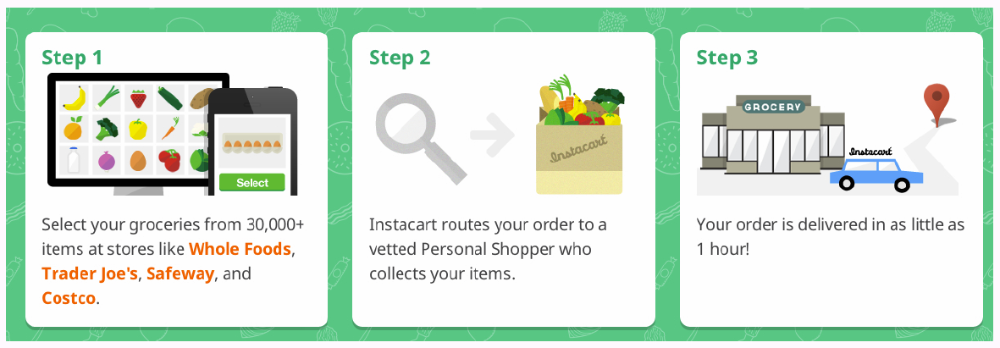 Step 1
Select
Select your groceries from 30,000+
items at stores like Whole Foods,
Trader Joe's, Safeway, and
Costco.
Step 2
Instacart
Instacart routes your order to a
vetted Personal Shopper who
collects your items.
Step 3
GROCERY
Instacart
Your order is delivered in as little as
1 hour!